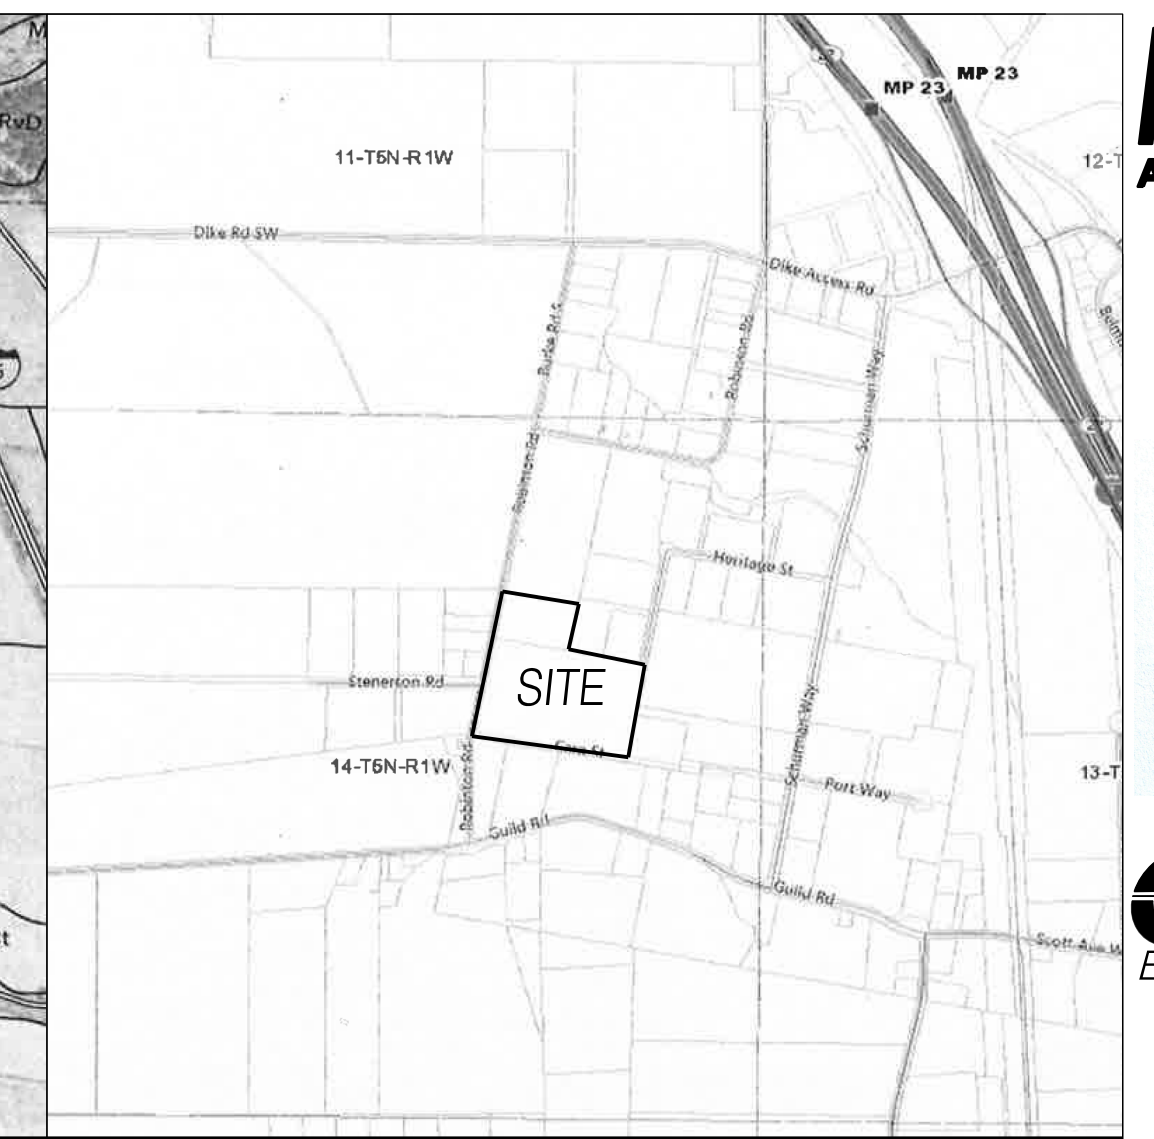 M
MP 23
MP 23
RvD
11-T5N-R1W
12-T
Dike Rd SW
Dike Access Rd
Burke Rd S
Robinson Rd
Schurman Way
Robinson Rd
Heritage St
SITE
Stenerson Rd
Schurman Way
14-T5N-R1W
13-T
Port Way
Robinson Rd
Guild Rd
Guild Rd
Scott Ave W